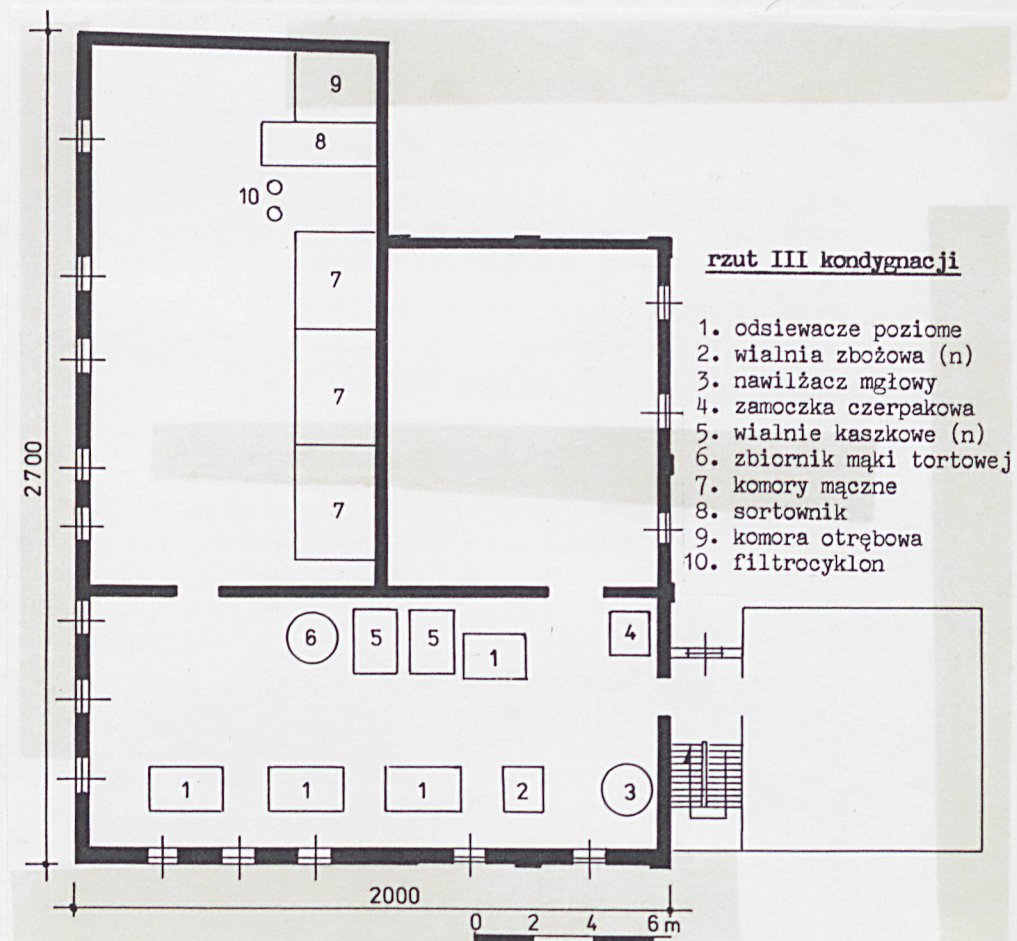 9
8
10
7
7
7
2700
rzut III kondygnacji
1. odsiewacze poziome
2. wialnia zbożowa (n)
3. nawilżacz mgłowy
4. zamoczka czerpakowa
5. wialnie kaszkowe (n)
6. zbiornik mąki tortowej
7. komory mączne
8. sortownik
9. komora otrębowa
10. filtrocyklon
6 5 5 1 4
1 1 1 2 3
2000
0 2 4 6 m